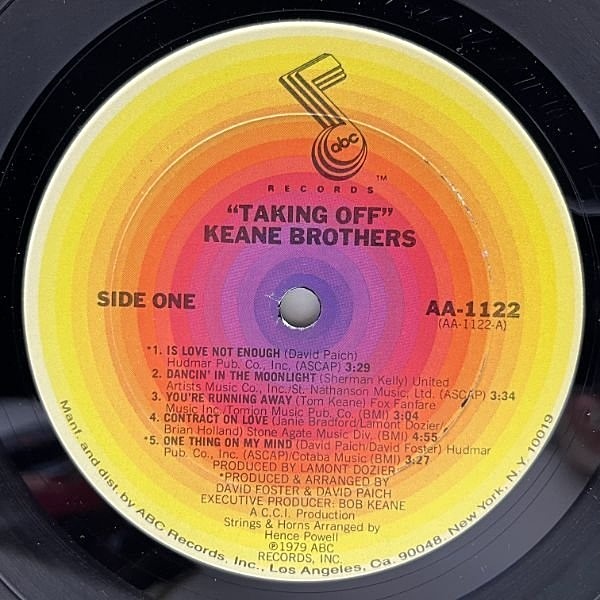 abc
TM
RECORDS
“TAKING OFF”
KEANE BROTHERS
SIDE ONE
AA-1122
(AA-1122-A)
*1. IS LOVE NOT ENOUGH (David Paich)
Hudmar Pub. Co., Inc, (ASCAP) 3:29
2. DANCIN' IN THE MOONLIGHT (Sherman Kelly) United
Artists Music Co., Inc./St. Nathanson Music, Ltd. (ASCAP) 3:34
3. YOU'RE RUNNING AWAY (Tom Keane) Fox Fanfare
Music Inc./Tomjon Music Pub. Co. (BMI) 3:04
4. CONTRACT ON LOVE (Janie Bradford/Lamont Dozier/
Brian Holland) Stone Agate Music Div. (BMI) 4:55
*5. ONE THING ON MY MIND (David Paich/David Foster) Hudmar
Pub. Co., Inc. (ASCAP)/Cotaba Music (BMI) 3:27
PRODUCED BY LAMONT DOZIER
*PRODUCED & ARRANGED BY
DAVID FOSTER & DAVID PAICH
EXECUTIVE PRODUCER: BOB KEANE
A C.C.I. Production
Strings & Horns Arranged by
Hence Powell
℗1979 ABC
RECORDS, INC.
Manf. and dist. by ABC Records, Inc., Los Angeles, Ca. 90048. New York, N.Y. 10019